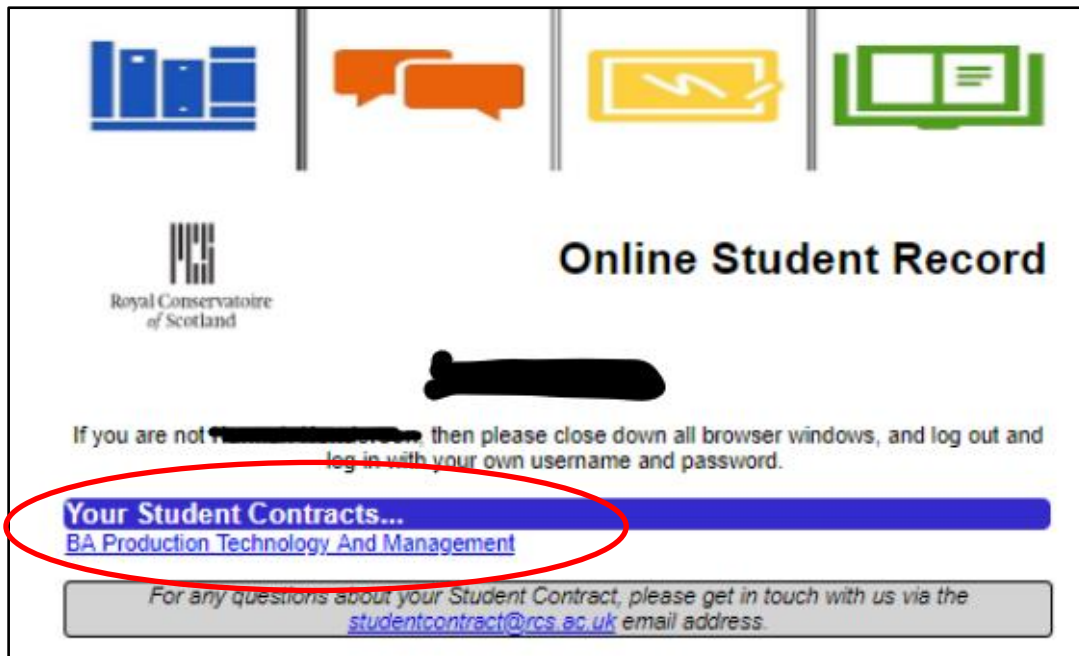 Royal Conservatoire
of Scotland
Online Student Record
If you are not then please close down all browser windows, and log out and
log in with your own username and password.
Your Student Contracts...
BA Production Technology And Management
For any questions about your Student Contract, please get in touch with us via the
studentcontract@rcs.ac.uk email address.